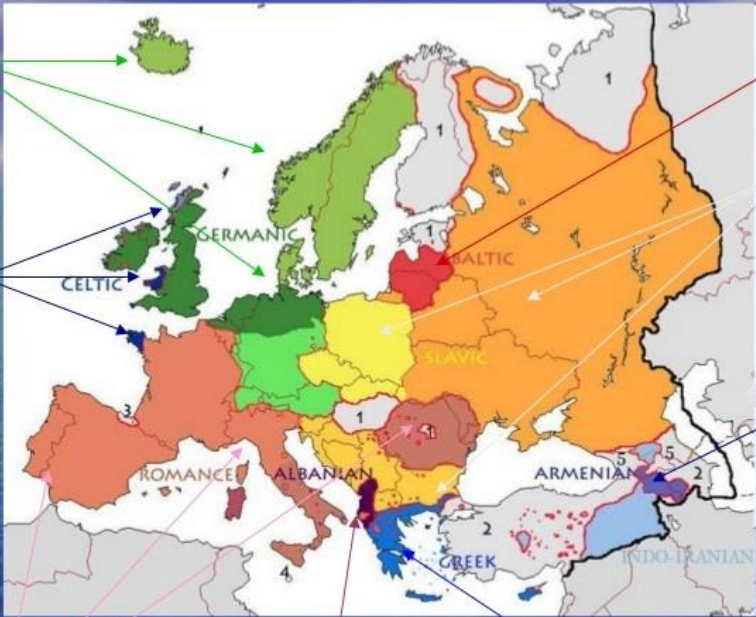 1
1
1
GERMANIC
BALTIC
CELTIC
SLAVIC
3
1
1
5
5
ROMANCE
ALBANIAN
ARMENIAN
2
2
GREEK
INDO-IRANIAN
4